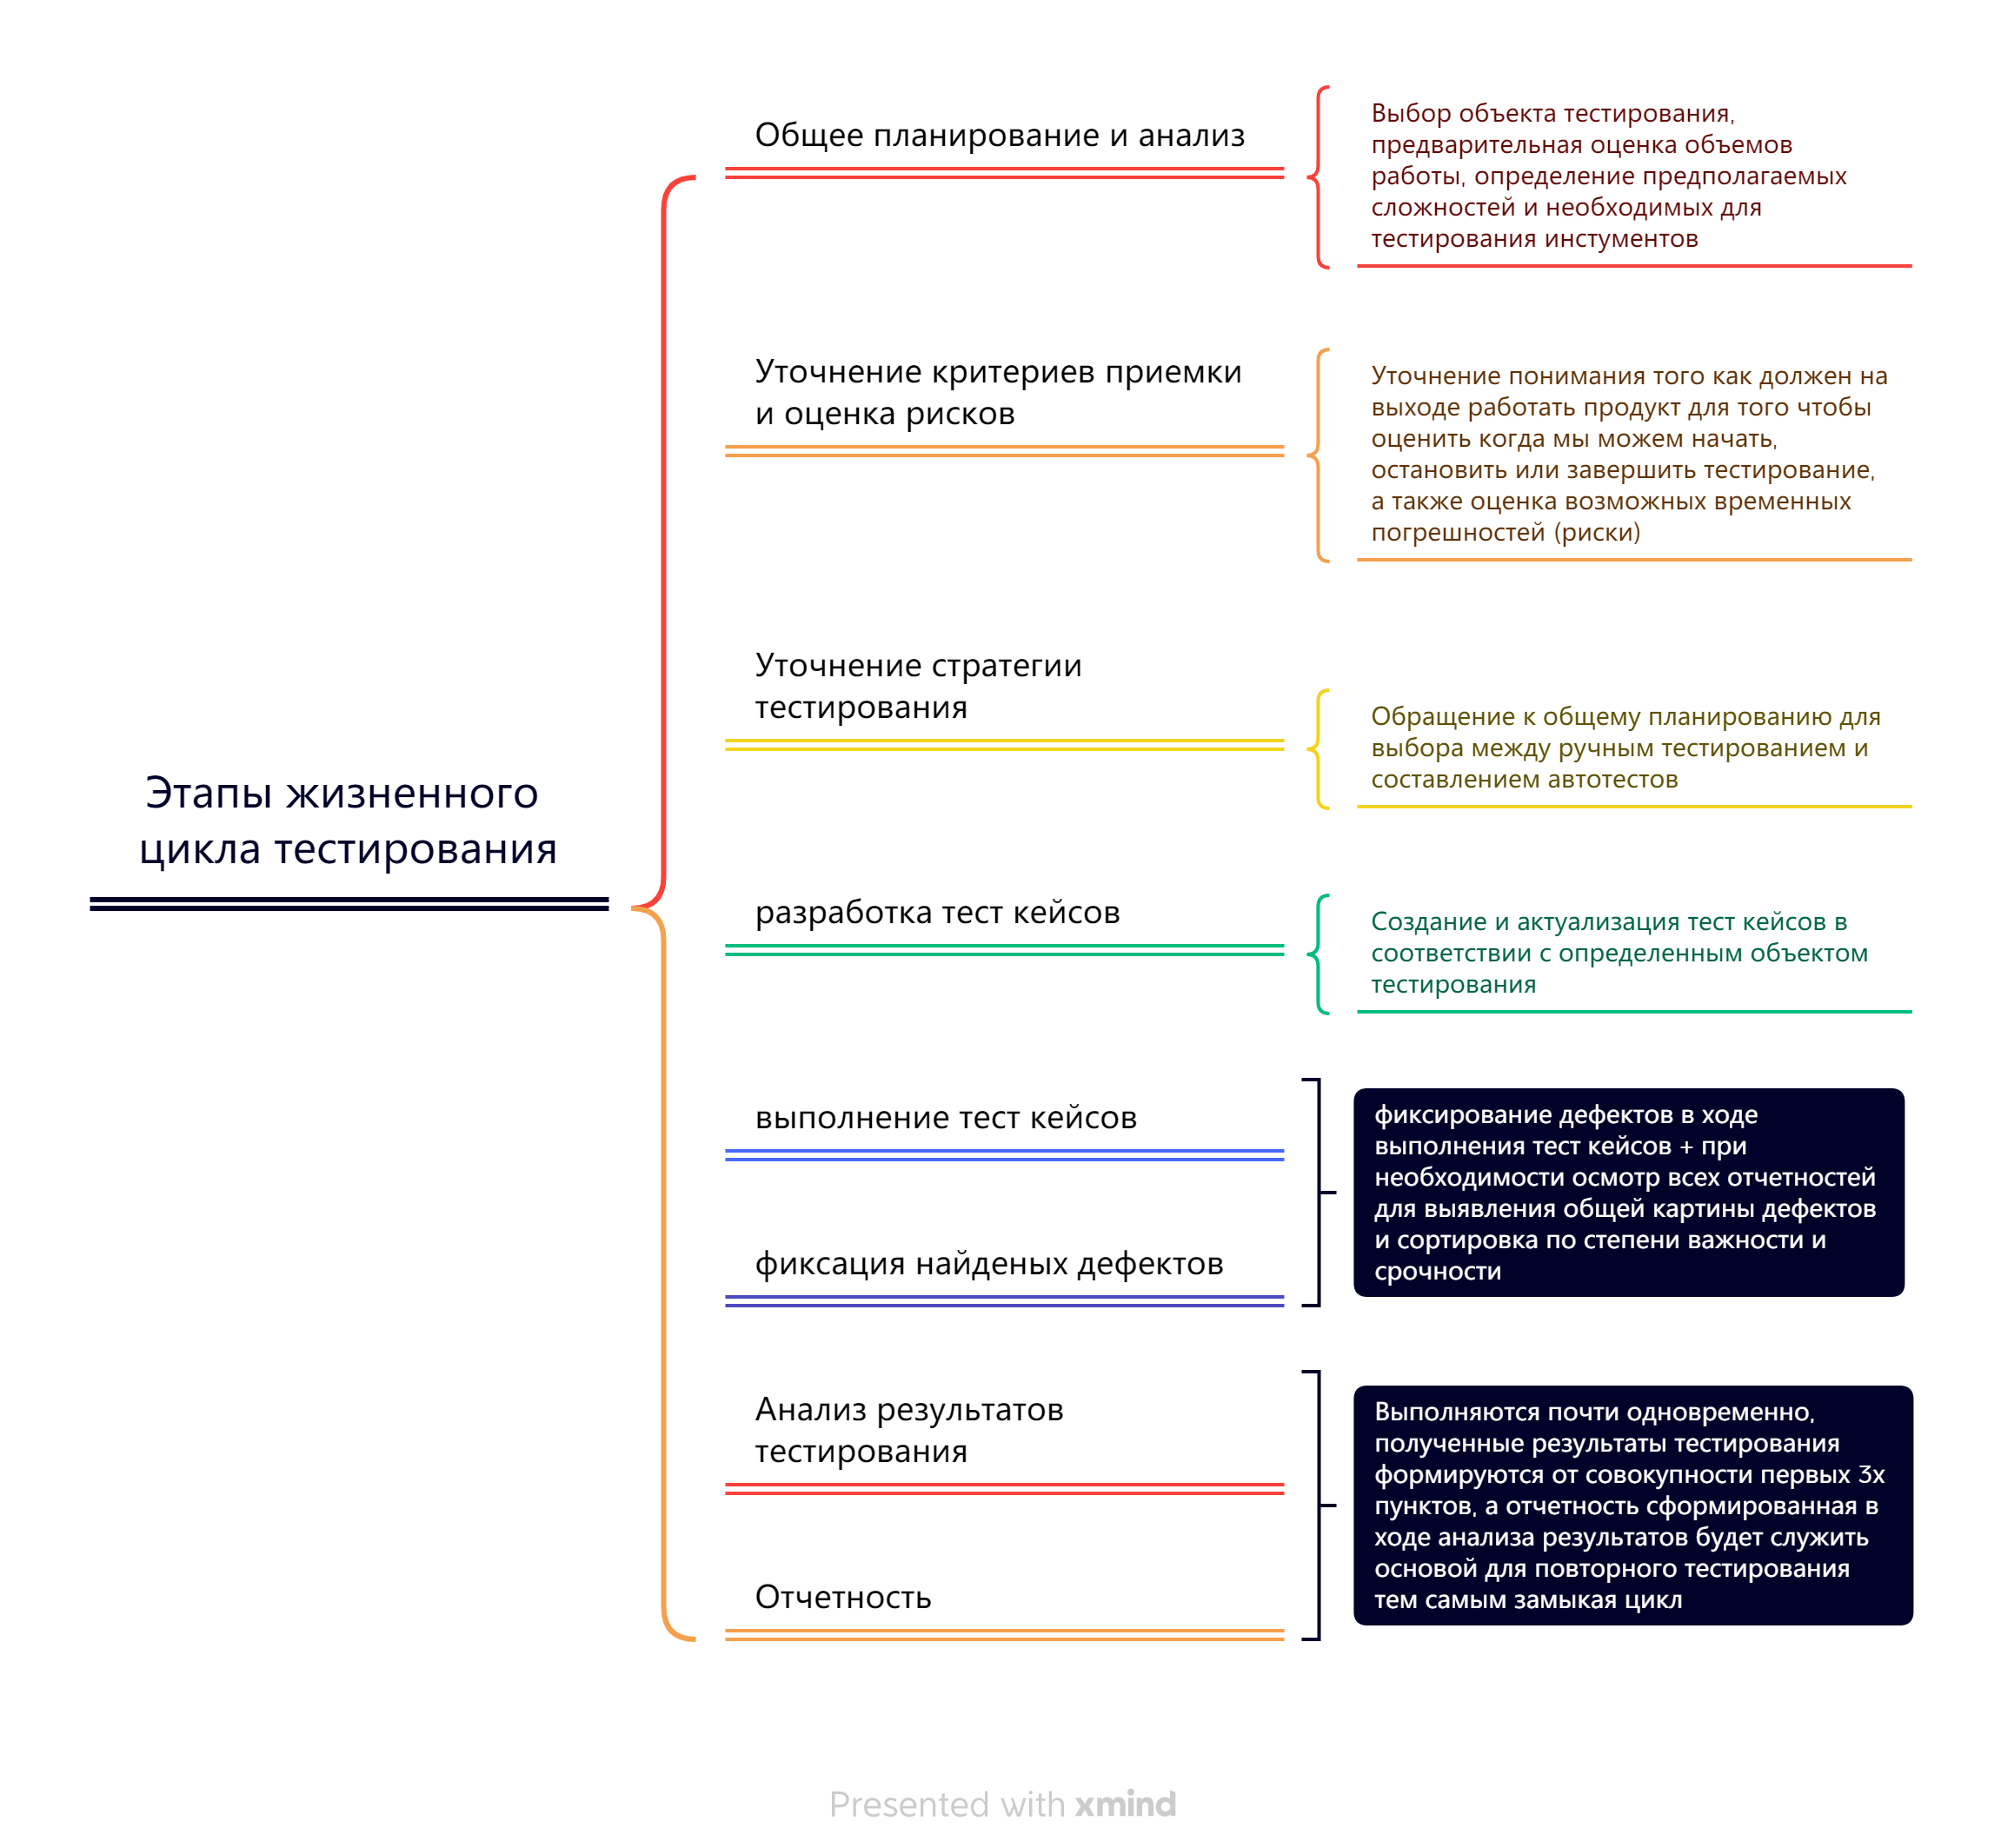 Этапы жизненного
цикла тестирования
Общее планирование и анализ
Выбор объекта тестирования,
предварительная оценка объемов
работы, определение предполагаемых
сложностей и необходимых для
тестирования инстументов
Уточнение критериев приемки
и оценка рисков
Уточнение понимания того как должен на
выходе работать продукт для того чтобы
оценить когда мы можем начать,
остановить или завершить тестирование,
а также оценка возможных временных
погрешностей (риски)
Уточнение стратегии
тестирования
Обращение к общему планированию для
выбора между ручным тестированием и
составлением автотестов
разработка тест кейсов
Создание и актуализация тест кейсов в
соответствии с определенным объектом
тестирования
выполнение тест кейсов
фиксация найденых дефектов
фиксирование дефектов в ходе
выполнения тест кейсов + при
необходимости осмотр всех отчетностей
для выявления общей картины дефектов
и сортировка по степени важности и
срочности
Анализ результатов
тестирования
Отчетность
Выполняются почти одновременно,
полученные результаты тестирования
формируются от совокупности первых 3х
пунктов, а отчетность сформированная в
ходе анализа результатов будет служить
основой для повторного тестирования
тем самым замыкая цикл
Presented with xmind